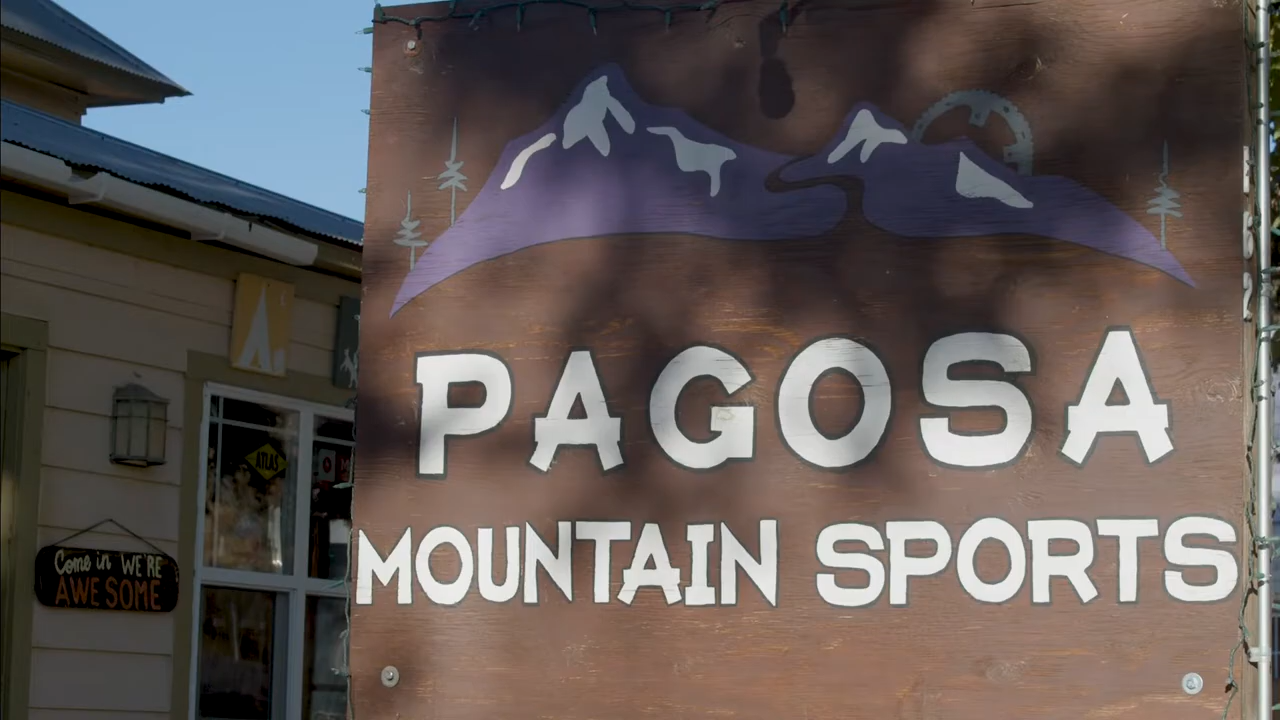 PAGOSA
MOUNTAIN SPORTS
ATLAS
Come in WE'RE
AWESOME